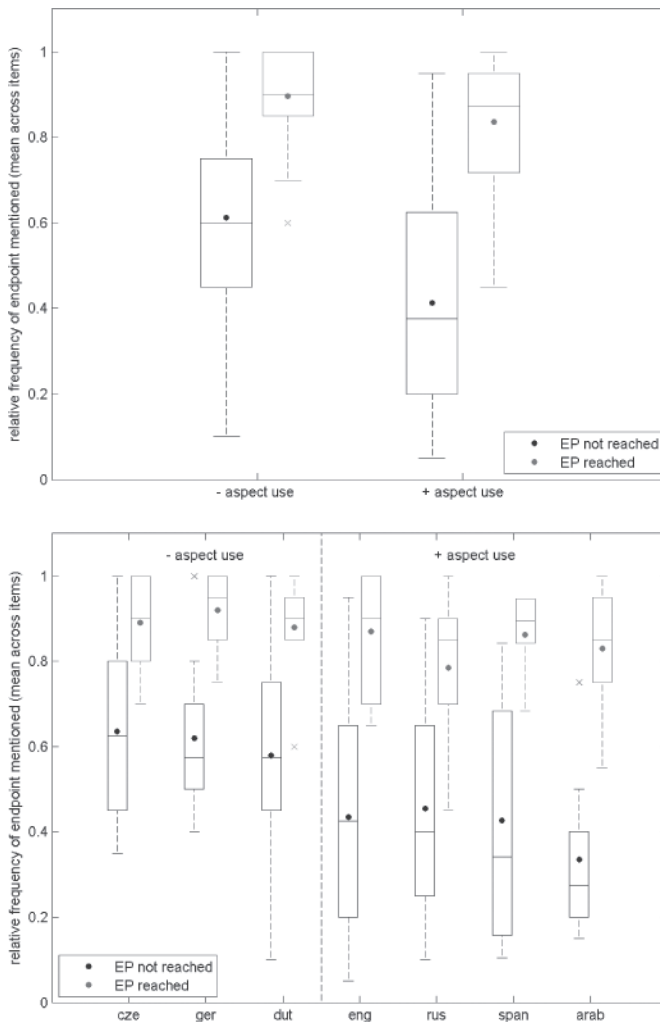 relative frequency of endpoint mentioned (mean across items)
1
0.8
0.6
0.4
0.2
0
EP not reached
EP reached
- aspect use
+ aspect use
relative frequency of endpoint mentioned (mean across items)
- aspect use
+ aspect use
1
0.8
0.6
0.4
0.2
0
EP not reached
EP reached
cze ger dut eng rus span arab